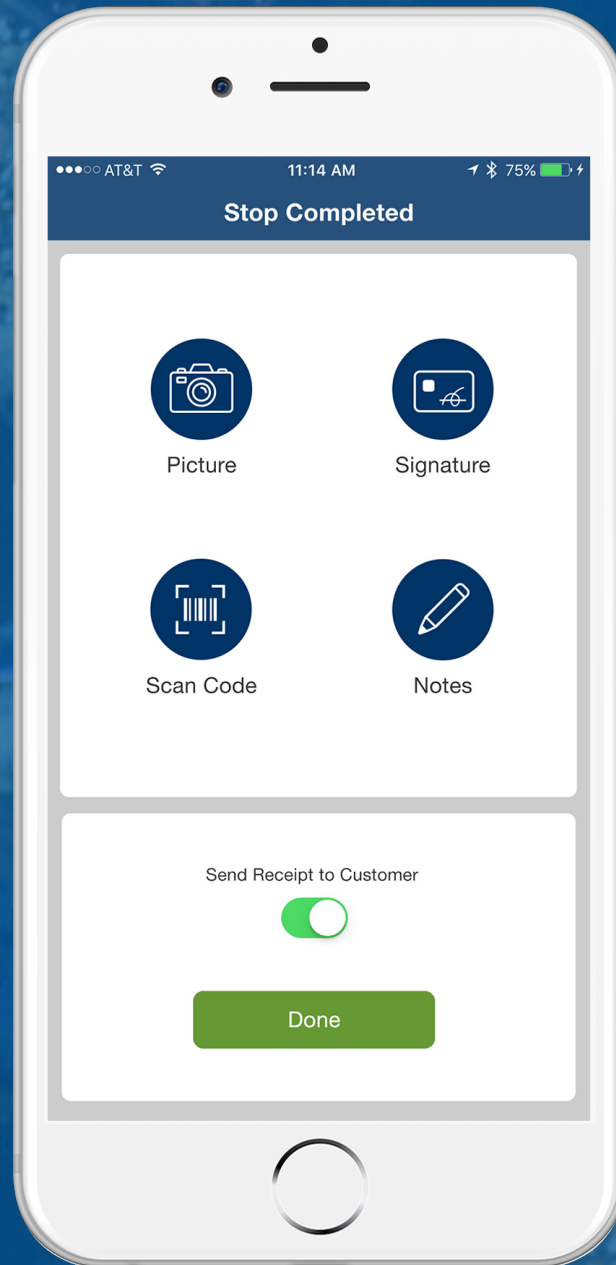 AT&T 11:14 AM 75%
Stop Completed
Picture Signature
Scan Code Notes
Send Receipt to Customer
Done